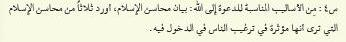 س٤ : من الأساليب المناسبة للدعوة إلى الله : بيان محاسن الإسلام، أورد ثلاثاً من محاسن الإسلام
التي ترى أنها مؤثرة في ترغيب الناس في الدخول فيه .